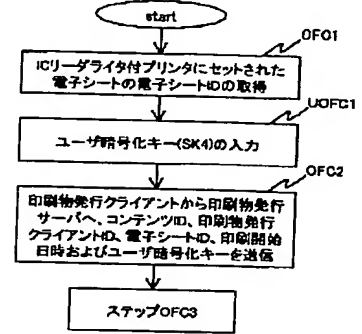 start
OFC1
ICリーダライタ付プリンタにセットされた
電子シートの電子シートIDの取得
UOFC1
ユーザ暗号化キー(SK4)の入力
OFC2
印刷物発行クライアントから印刷物発行
サーバへ、コンテンツID、印刷物発行
クライアントID、電子シートID、印刷開始
日時およびユーザ暗号化キーを送信
ステップOFC3